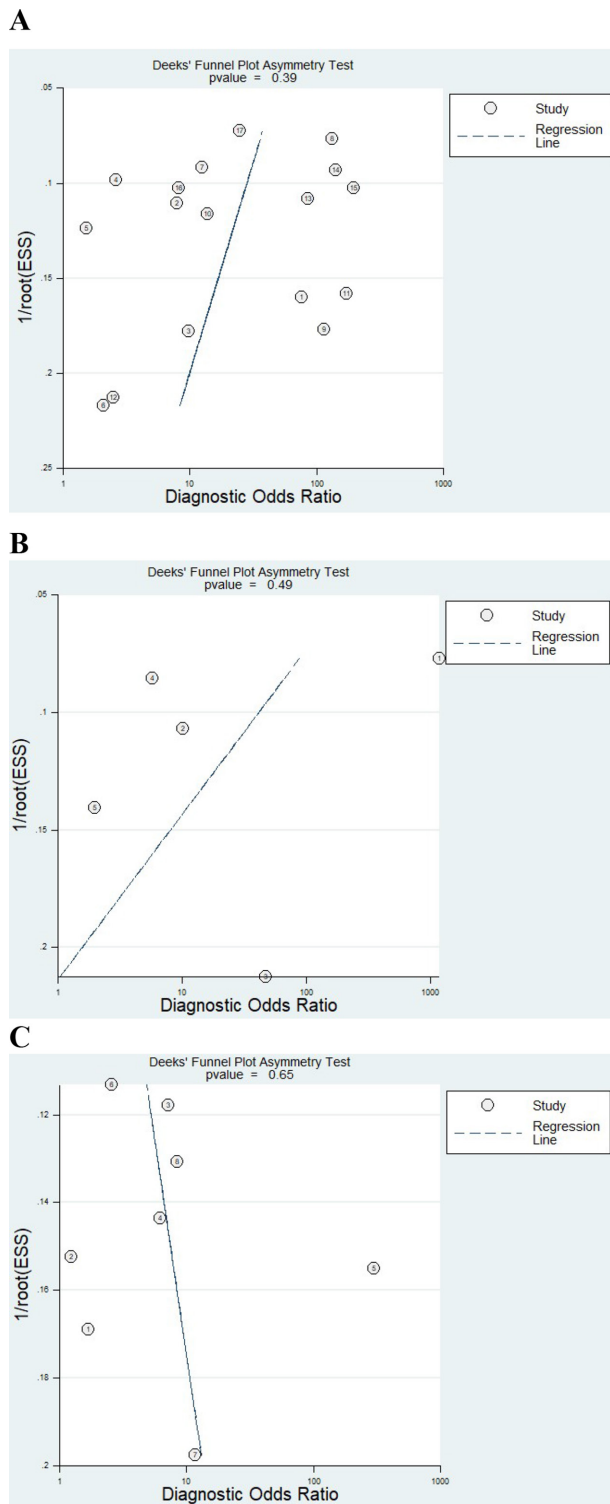 A
Deeks' Funnel Plot Asymmetry Test
pvalue = 0.39
.05
.1
.15
.2
.25
1/root(ESS)
17
8
7
14
4
16
15
2
13
10
5
1
11
3
9
12
6
1
10
100
1000
Diagnostic Odds Ratio
Study
Regression
Line
B
Deeks' Funnel Plot Asymmetry Test
pvalue = 0.49
.05
.1
.15
.2
1/root(ESS)
1
4
2
5
3
1
10
100
1000
Diagnostic Odds Ratio
Study
Regression
Line
C
Deeks' Funnel Plot Asymmetry Test
pvalue = 0.65
.12
.14
.16
.18
.2
1/root(ESS)
6
3
8
4
2
5
1
7
1
10
100
1000
Diagnostic Odds Ratio
Study
Regression
Line